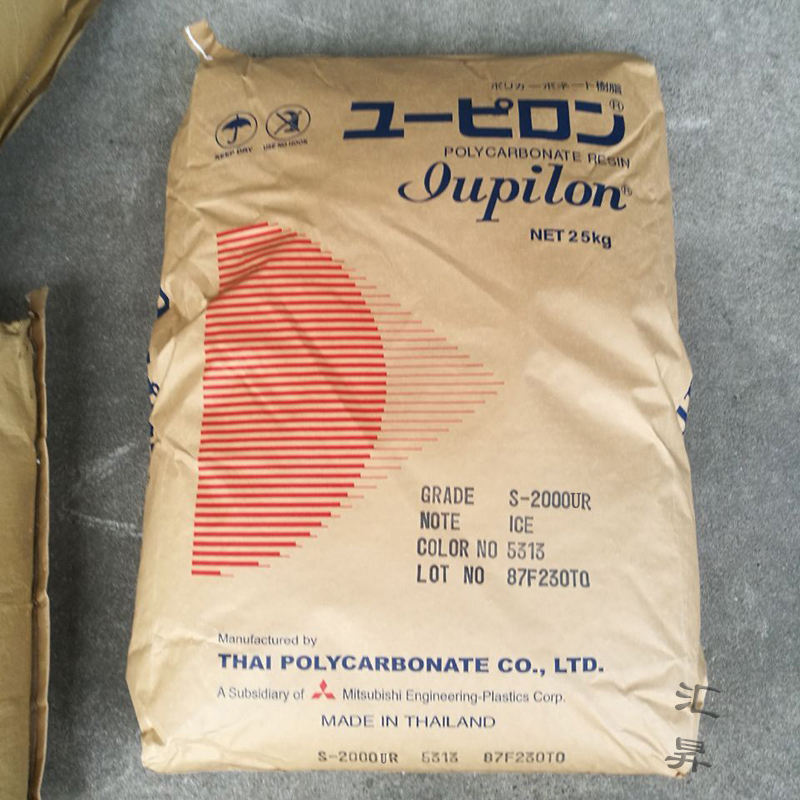 ポリカーボネート樹脂
ユーピロン®
KEEP DRY
USE NO HOOKS
POLYCARBONATE RESIN
Iupilon®
NET 25kg
GRADE S-2000UR
NOTE ICE
COLOR NO 5313
LOT NO 87F230TQ
Manufactured by
THAI POLYCARBONATE CO., LTD.
A Subsidiary of Mitsubishi Engineering-Plastics Corp.
MADE IN THAILAND
S-2000UR 5313 87F230TQ
汇昇